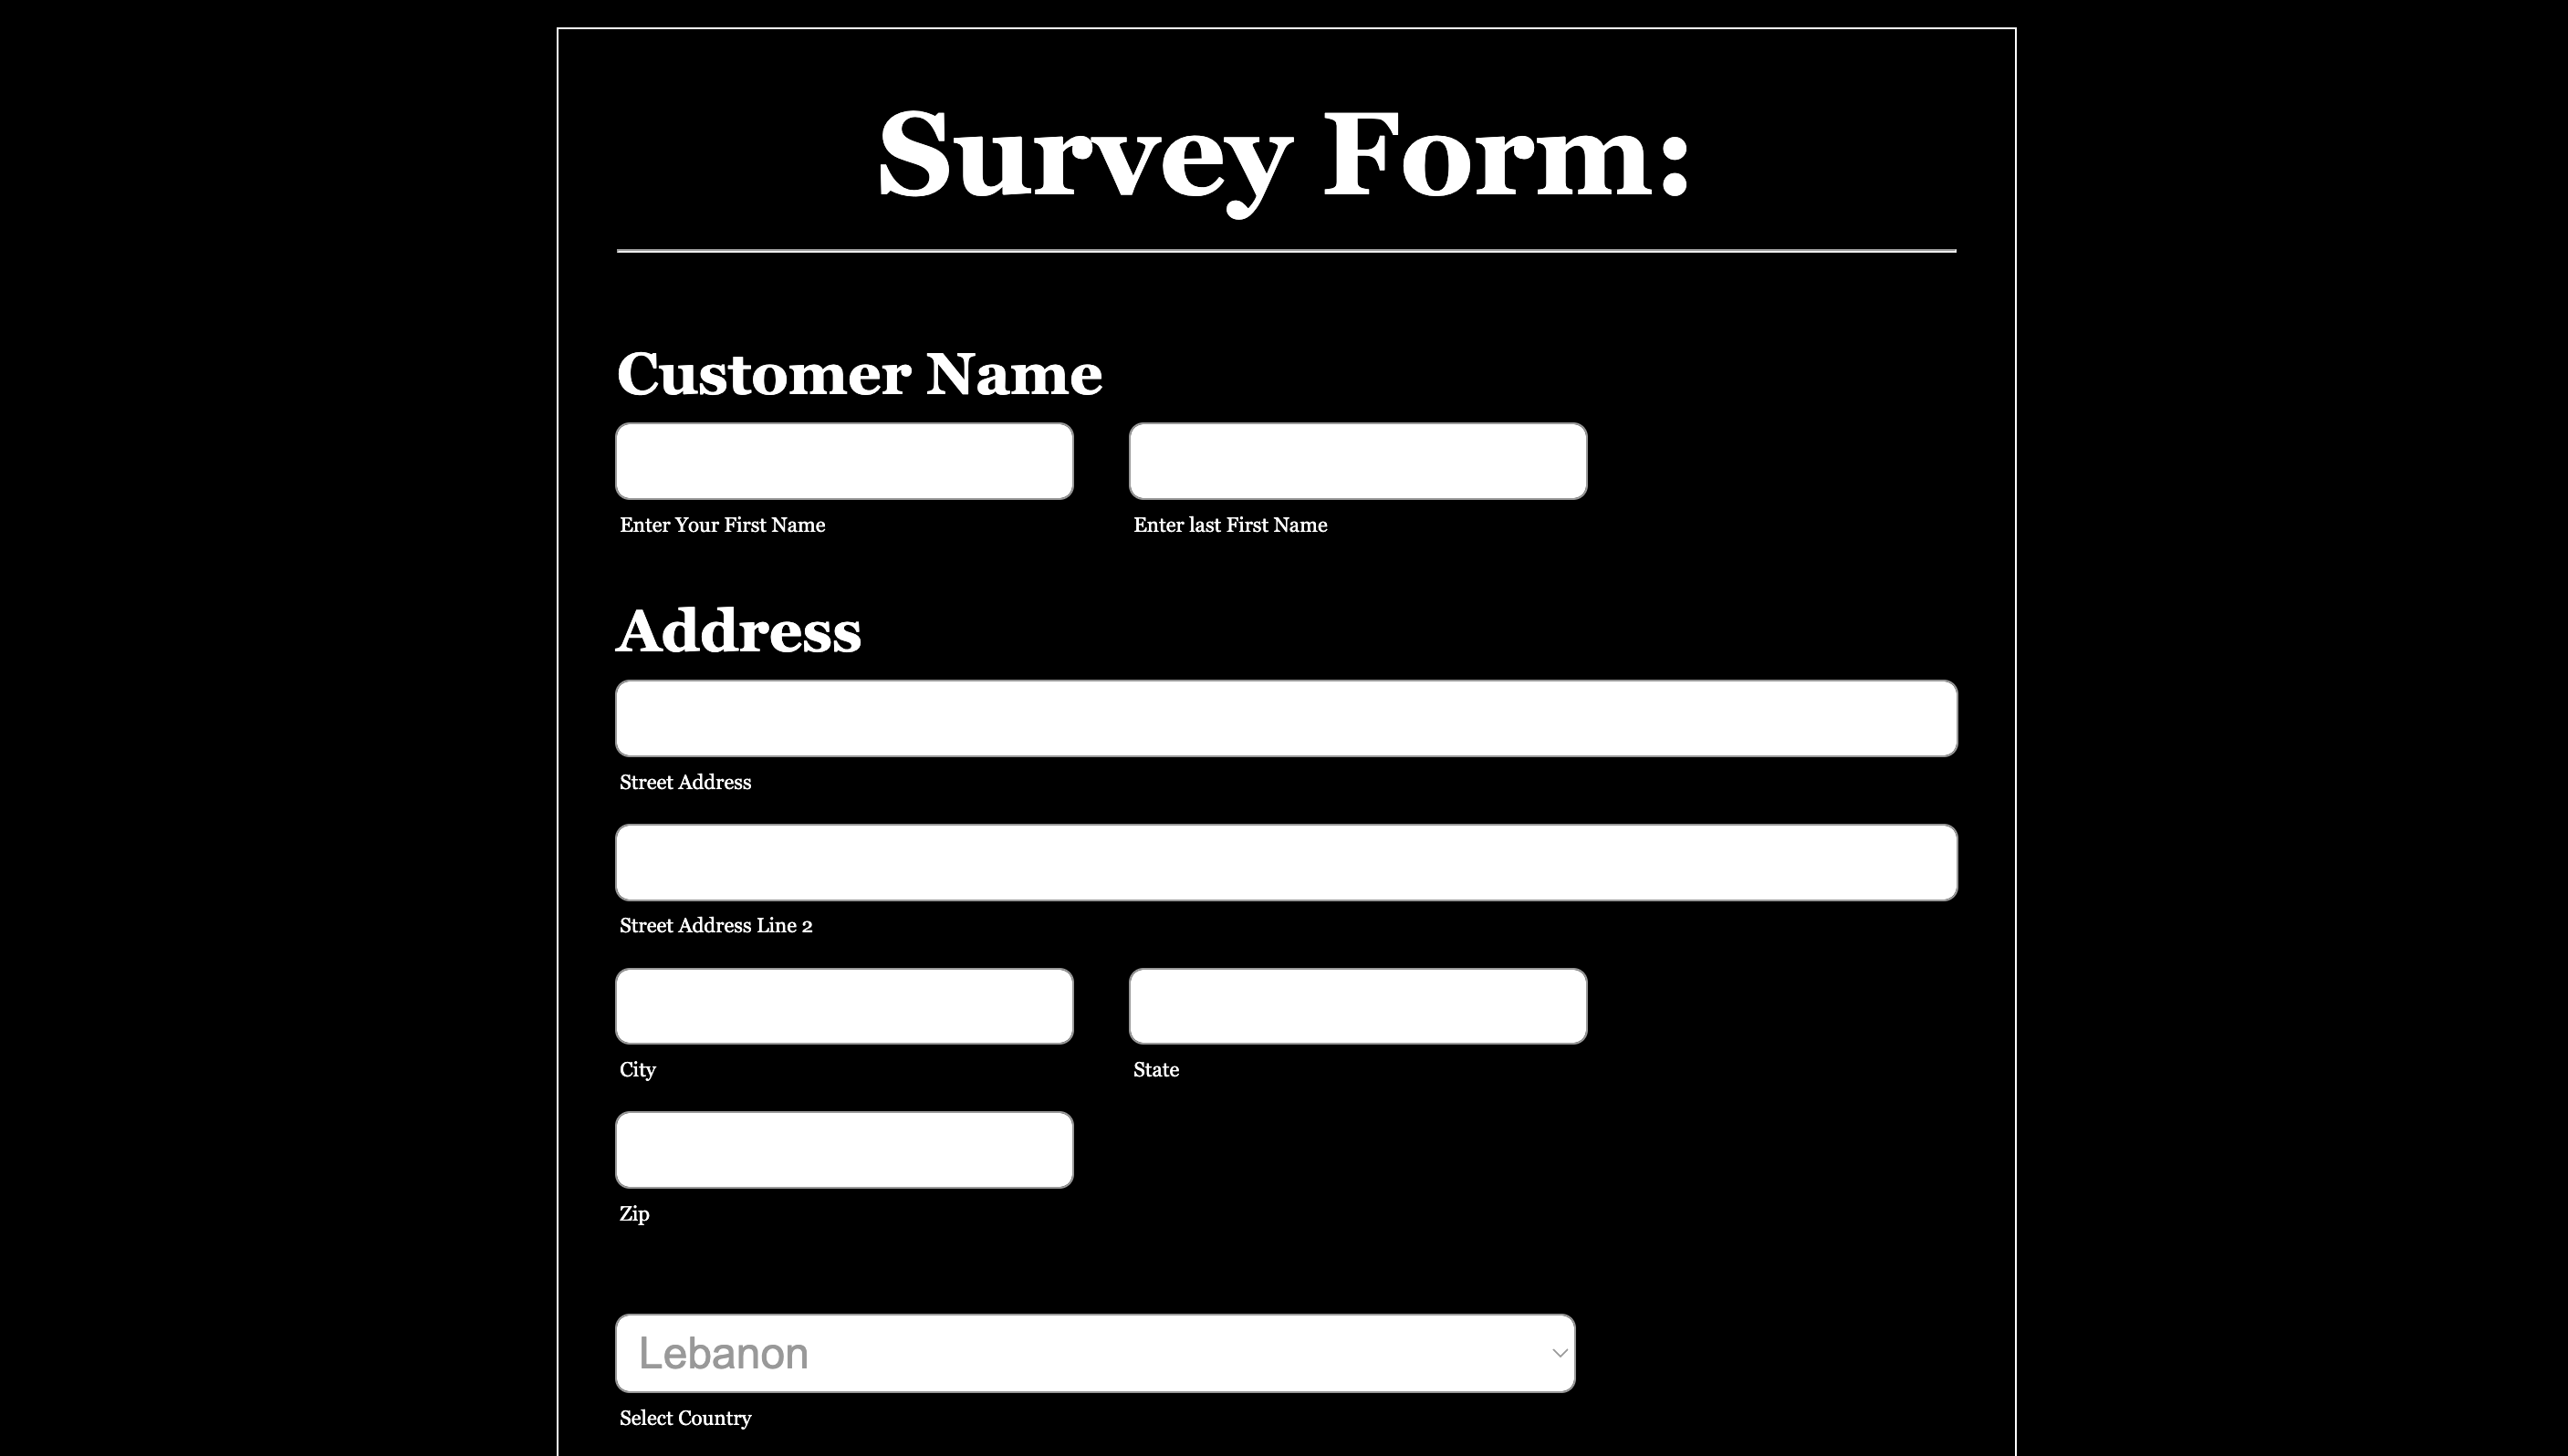 Survey Form:
Customer Name
Enter Your First Name
Enter last First Name
Address
Street Address
Street Address Line 2
City
State
Zip
Lebanon
Select Country